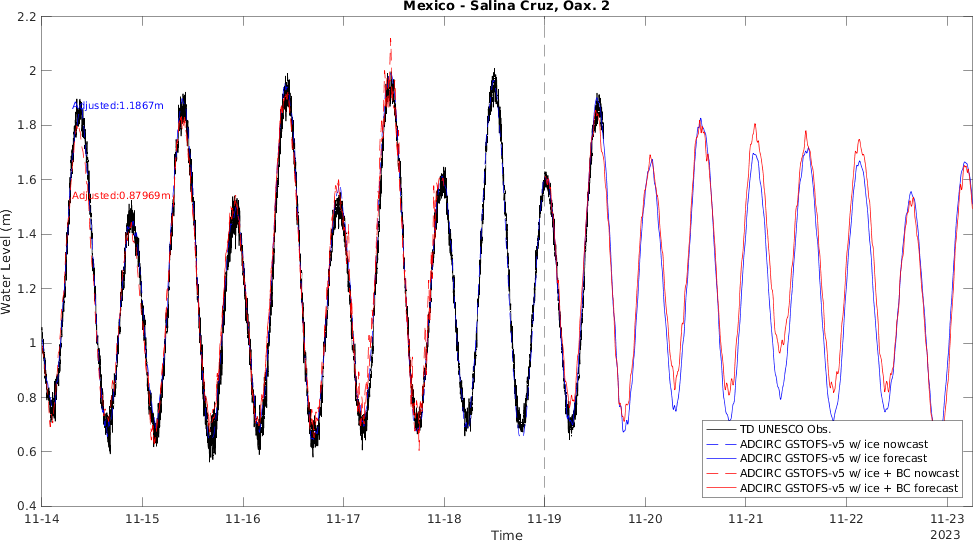 Mexico - Salina Cruz, Oax. 2
2.2
2
1.8
1.6
1.4
1.2
1
0.8
0.6
0.4
Water Level (m)
Adjusted:1.1867m
Adjusted:0.87969m
TD UNESCO Obs.
ADCIRC GSTOFS-v5 w/ ice nowcast
ADCIRC GSTOFS-v5 w/ ice forecast
ADCIRC GSTOFS-v5 w/ ice + BC nowcast
ADCIRC GSTOFS-v5 w/ ice + BC forecast
11-14 11-15 11-16 11-17 11-18 11-19 11-20 11-21 11-22 11-23
Time
2023